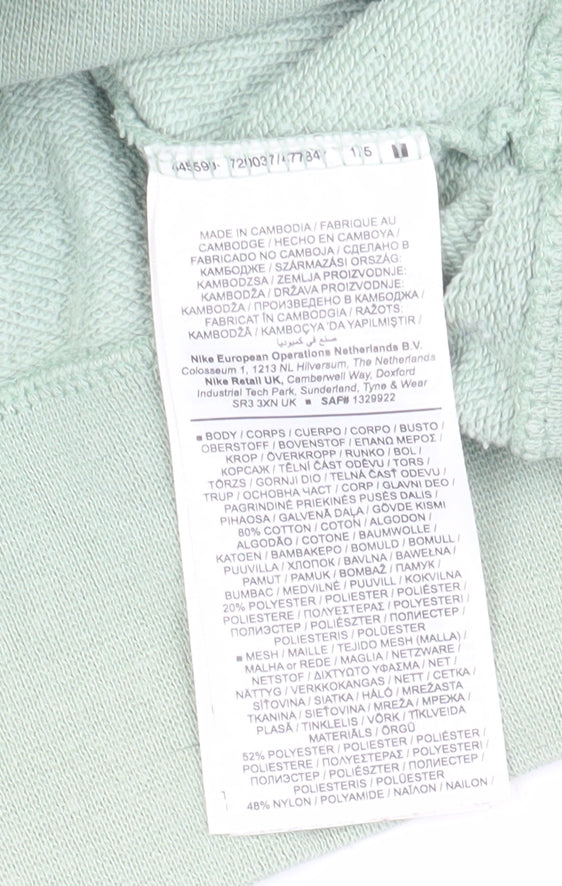 720037/47784 1/5
MADE IN CAMBODIA / FABRIQUE AU
CAMBODGE / HECHO EN CAMBOYA /
FABRICADO NO CAMBOJA / СДЕЛАНО В
КАМБОДЖЕ / SZÁRMAZÁSI ORSZÁG:
KAMBODZSA / ZEMLJA PROIZVODNJE:
KAMBODŽA / DRŽAVA PROIZVODNJE:
KAMBODŽA / ПРОИЗВЕДЕНО В КАМБОДЖА /
FABRICAT ÎN CAMBODGIA / RAŽOTS:
KAMBODŽĀ / KAMBOÇYA 'DA YAPILMIŞTIR /
صنع في كمبوديا
Nike European Operations Netherlands B.V.
Colosseum 1, 1213 NL Hilversum, The Netherlands
Nike Retail UK, Camberwell Way, Doxford
Industrial Tech Park, Sunderland, Tyne & Wear
SR3 3XN UK ■ SAF# 1329922
■ BODY / CORPS / CUERPO / CORPO / BUSTO /
OBERSTOFF / BOVENSTOF / ΕΠΑΝΩ ΜΕΡΟΣ /
KROP / ÖVERKROPP / RUNKO / BOL /
КОРСАЖ / TĚLNÍ ČÁST ODĚVU / TORS /
TÖRZS / GORNJI DIO / TELNÁ ČASŤ ODEVU /
TRUP / ОСНОВНА ЧАСТ / CORP / GLAVNI DEO /
PAGRINDINĖ PRIEKINĖS PUSĖS DALIS /
PIHAOSA / GALVENĀ DAĻA / GÖVDE KISMI
80% COTTON / COTON / ALGODÓN /
ALGODÃO / COTONE / BAUMWOLLE /
KATOEN / ΒΑΜΒΑΚΕΡΟ / BOMULD / BOMULL /
PUUVILLA / ХЛОПОК / BAVLNA / BAWEŁNA /
PAMUT / PAMUK / BOMBAŽ / ПАМУК /
BUMBAC / MEDVILNĖ / PUUVILL / KOKVILNA
20% POLYESTER / POLIÉSTER / POLIESTER /
POLIESTERE / ΠΟΛΥΕΣΤΕΡΑΣ / POLYESTERI /
ПОЛИЭСТЕР / POLIÉSZTER / ПОЛИЕСТЕР /
POLIESTERIS / POLÜESTER
■ MESH / MAILLE / TEJIDO MESH (MALLA) /
MALHA or REDE / MAGLIA / NETZWARE /
NETSTOF / ΔΙΧΤΥΩΤΟ ΥΦΑΣΜΑ / NET /
NÄTTYG / VERKKOKANGAS / NETT / СЕТКА /
SÍŤOVINA / SIATKA / HÁLÓ / MREŽASTA
TKANINA / SIEŤOVINA / MREŽA / МРЕЖА /
PLASĂ / TINKLELIS / VÕRK / TĪKLVEIDA
MATERIĀLS / ÖRGÜ
52% POLYESTER / POLIÉSTER / POLIESTER /
POLIESTERE / ΠΟΛΥΕΣΤΕΡΑΣ / POLYESTERI /
ПОЛИЭСТЕР / POLIÉSZTER / ПОЛИЕСТЕР /
POLIESTERIS / POLÜESTER
48% NYLON / POLYAMIDE / NAÏLON / NAILON /